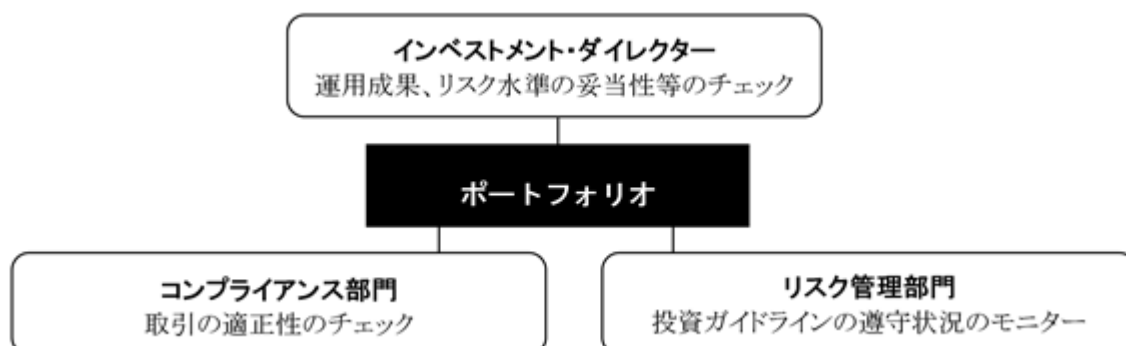 インベストメント・ダイレクター
運用成果、リスク水準の妥当性等のチェック
ポートフォリオ
コンプライアンス部門
取引の適正性のチェック
リスク管理部門
投資ガイドラインの遵守状況のモニター